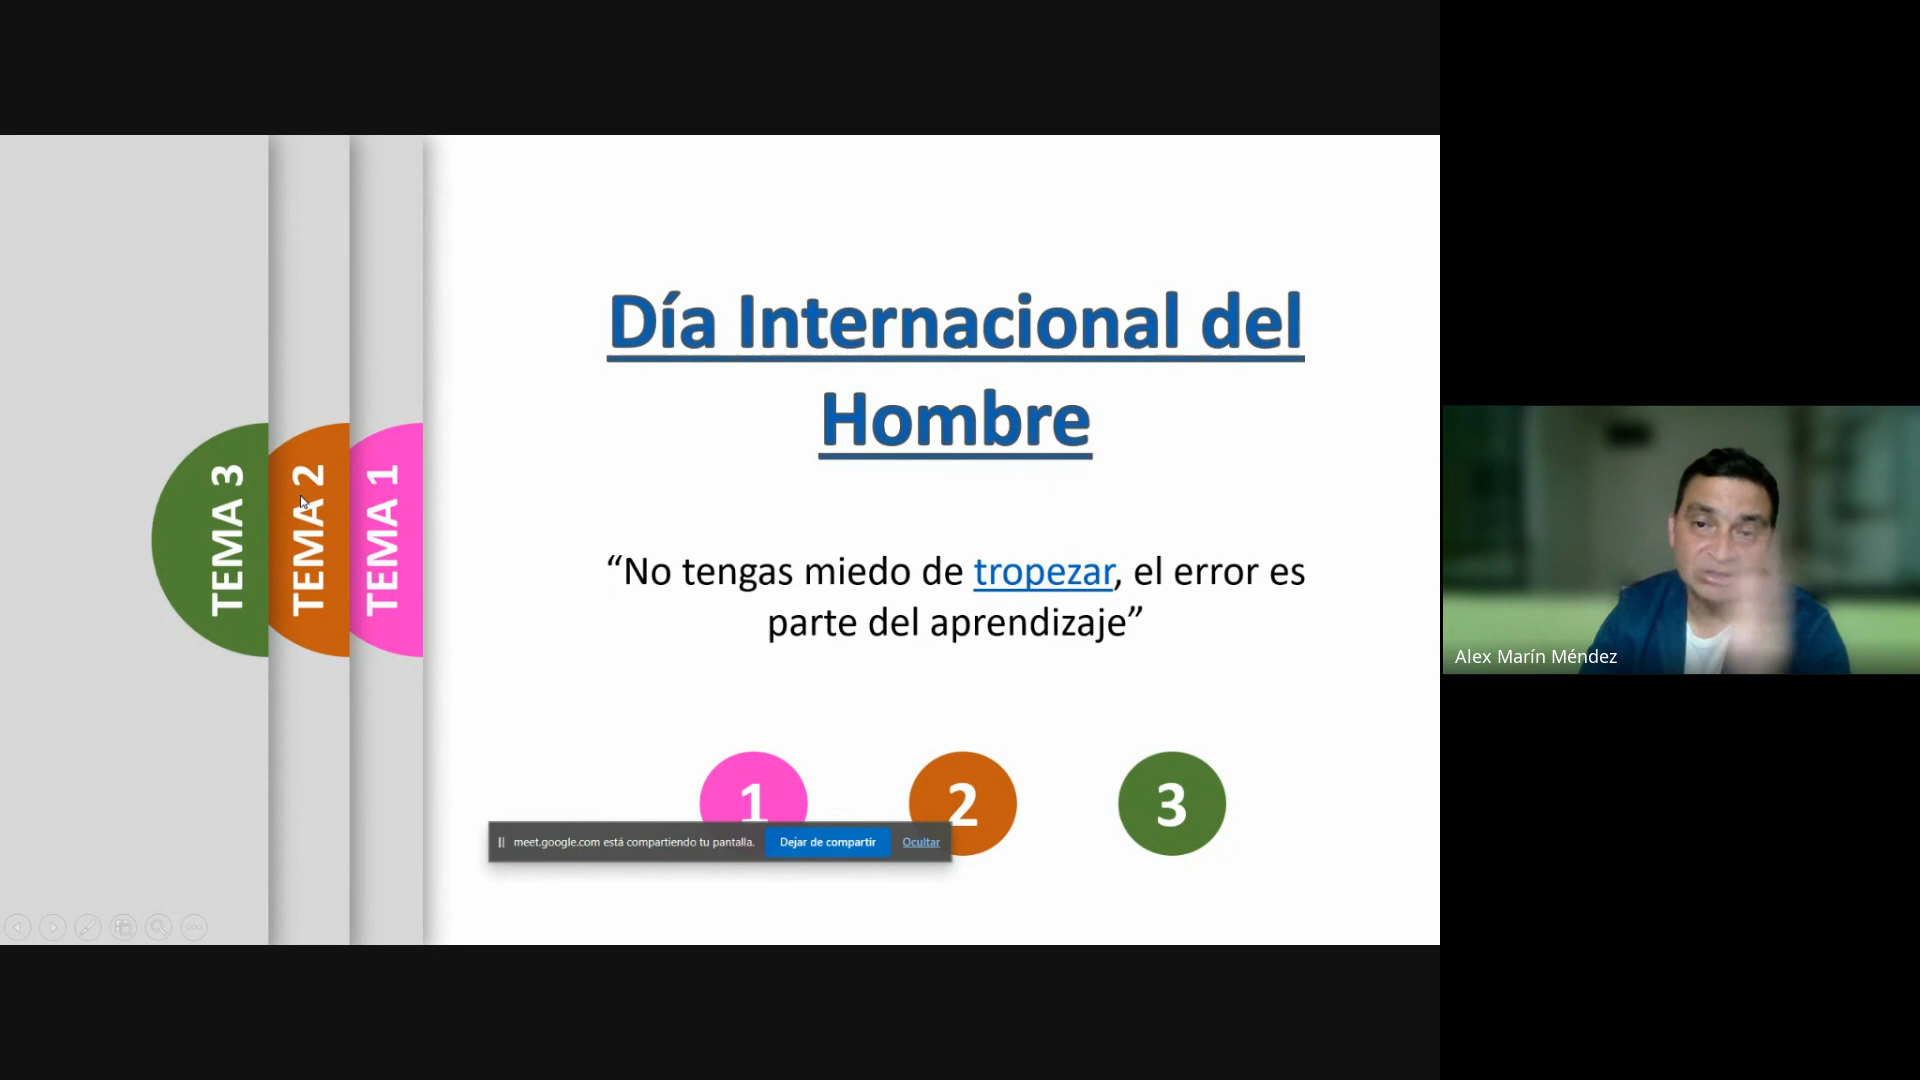 TEMA 3
TEMA 2
TEMA 1
Día Internacional del
Hombre
“No tengas miedo de tropezar, el error es
parte del aprendizaje”
1
2
3
meet.google.com está compartiendo tu pantalla.
Dejar de compartir
Ocultar
Alex Marín Méndez